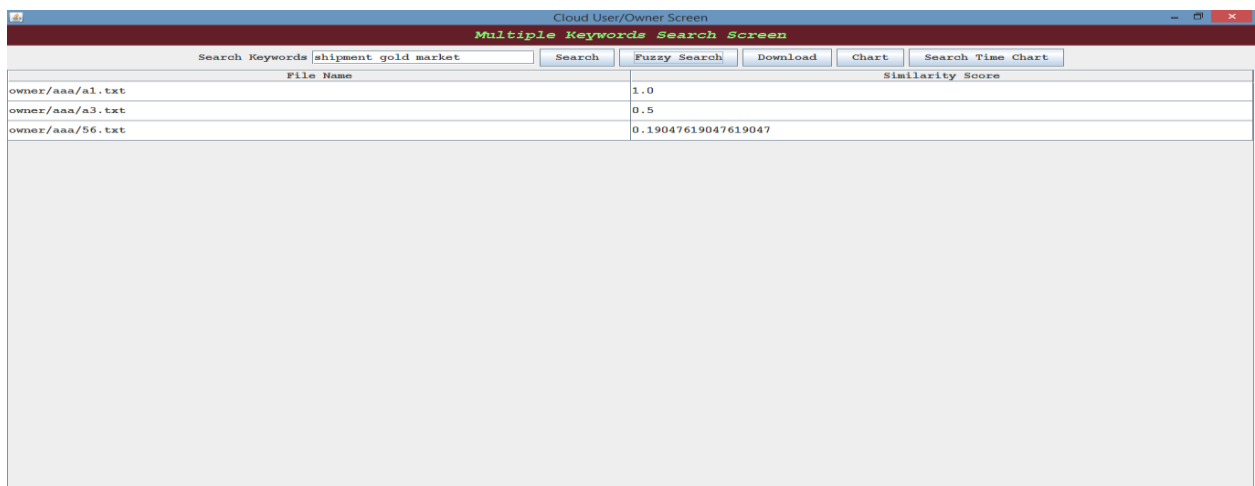 Cloud User/Owner Screen
Multiple Keywords Search Screen
Search Keywords shipment gold market Search Fuzzy Search Download Chart Search Time Chart
File Name Similarity Score
owner/aaa/a1.txt 1.0
owner/aaa/a3.txt 0.5
owner/aaa/56.txt 0.19047619047619047